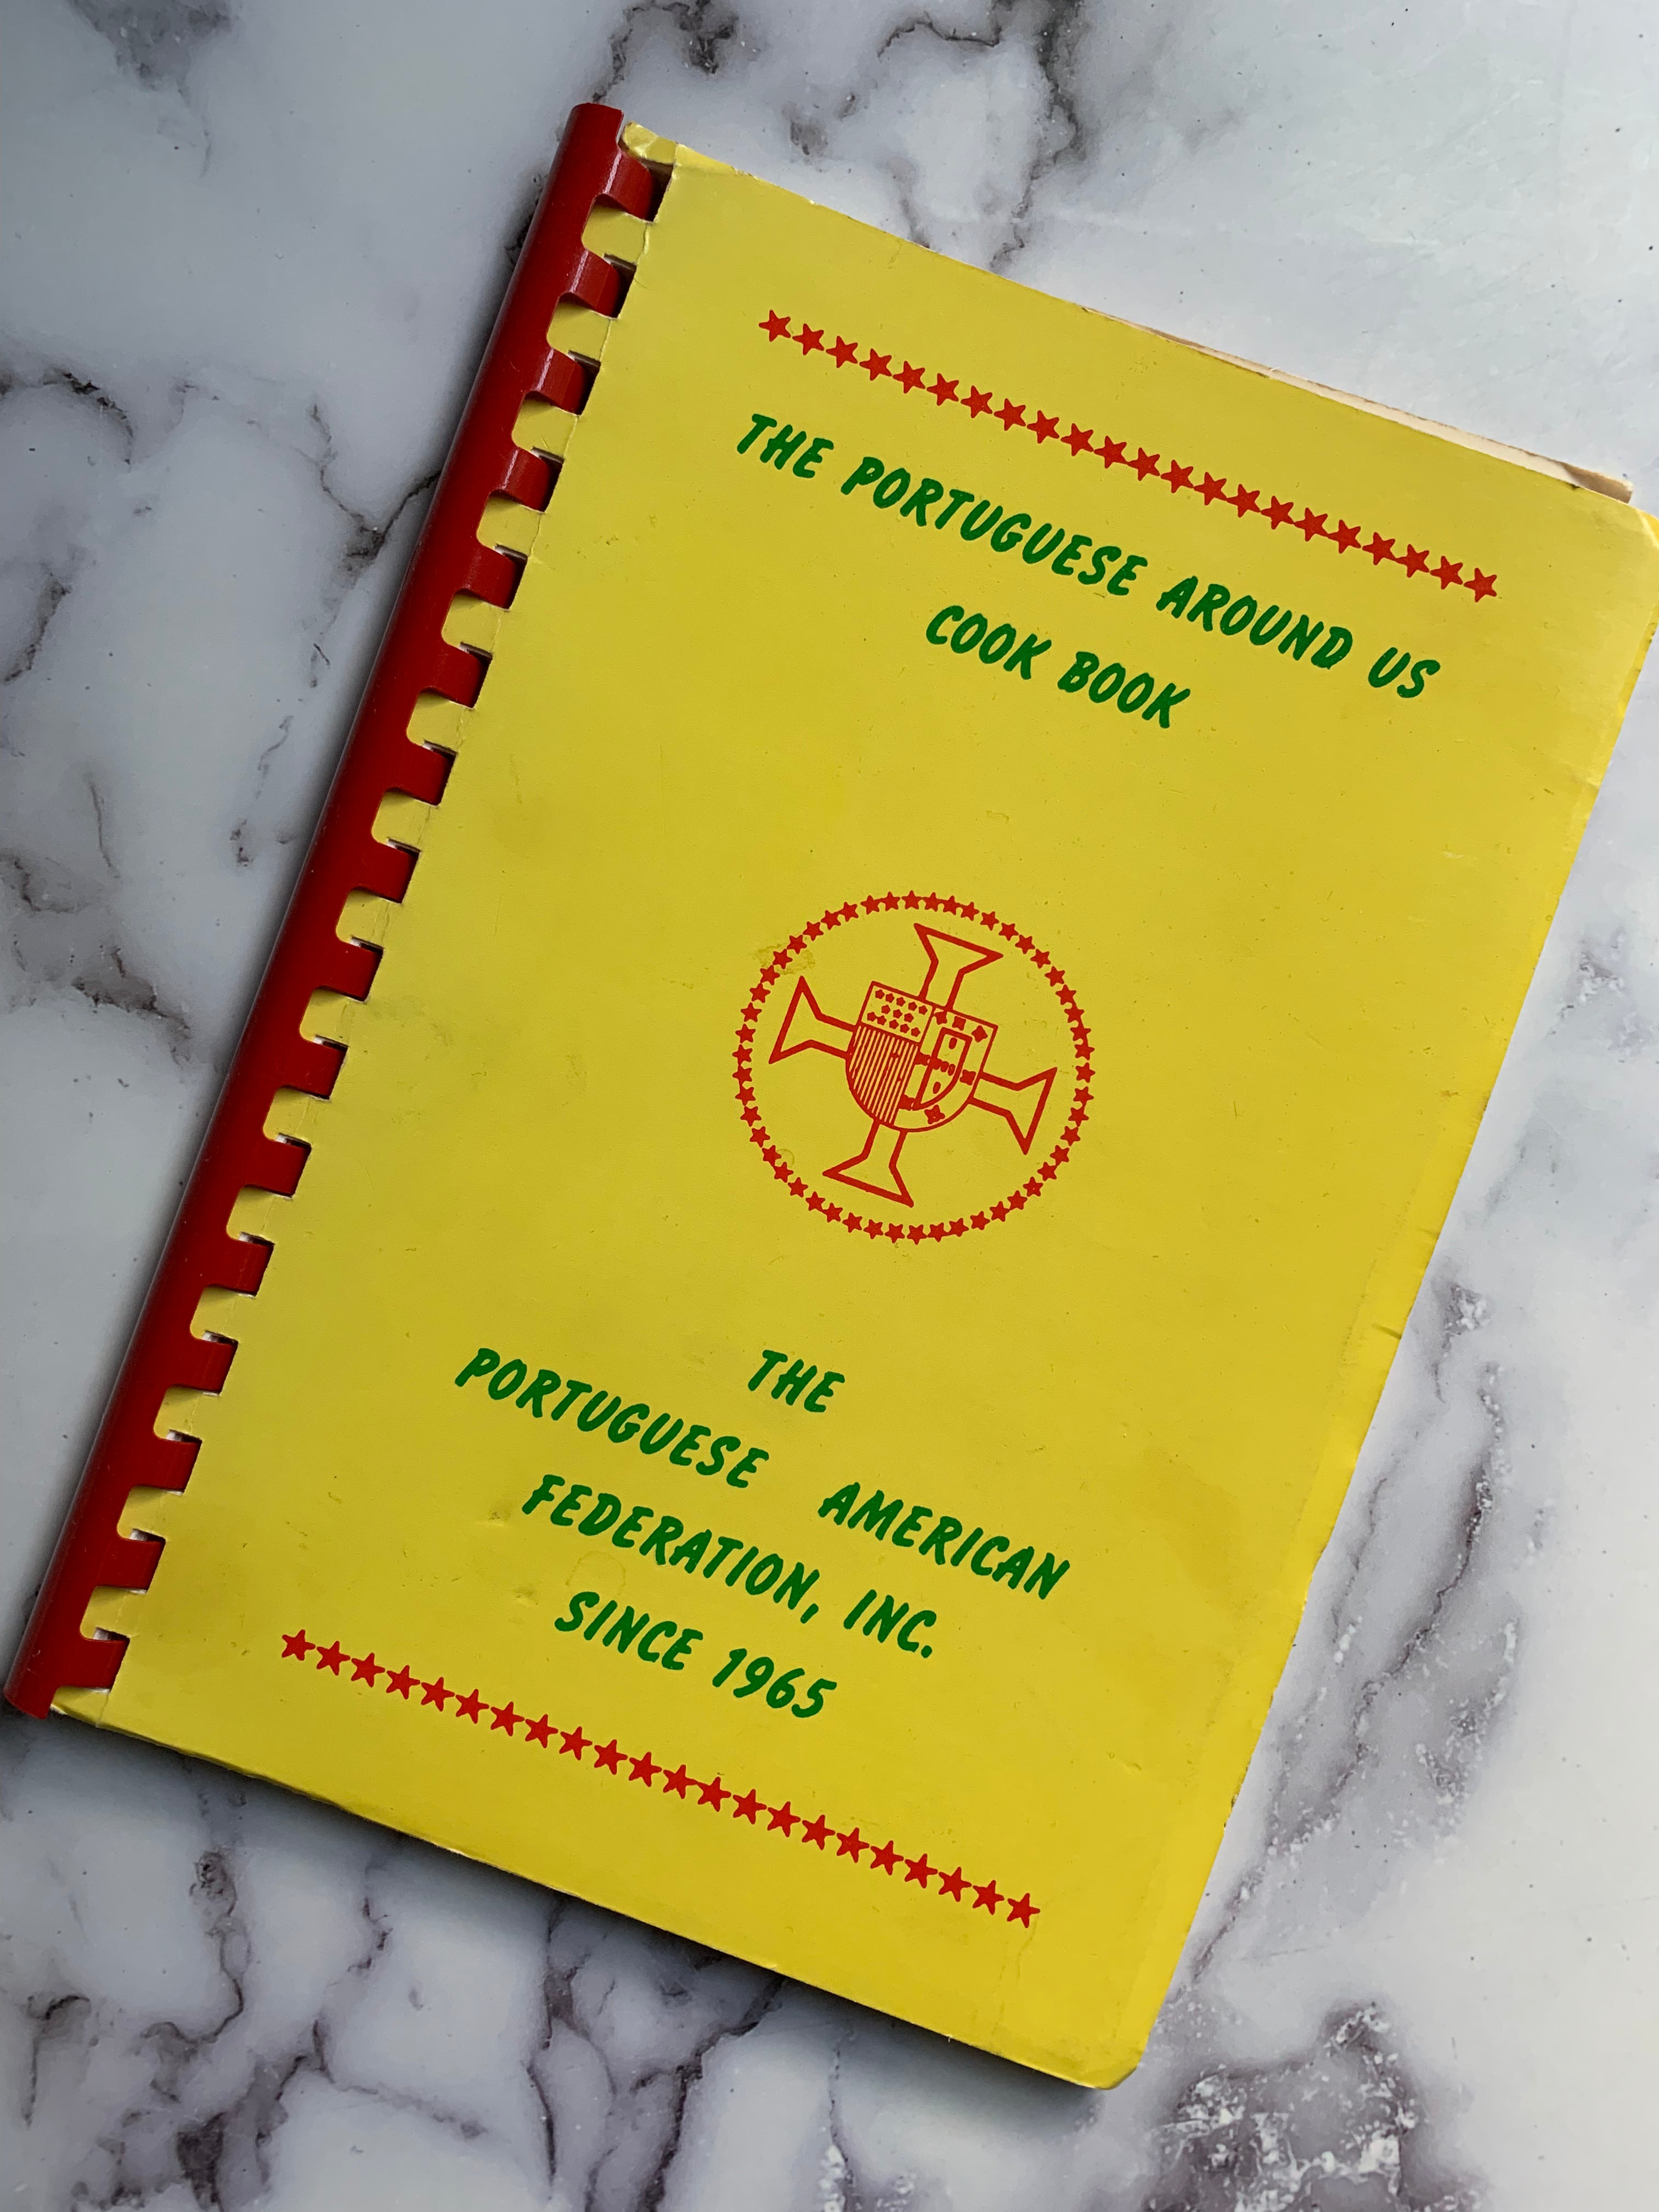 THE PORTUGUESE AROUND US
COOK BOOK
THE
PORTUGUESE AMERICAN
FEDERATION, INC.
SINCE 1965